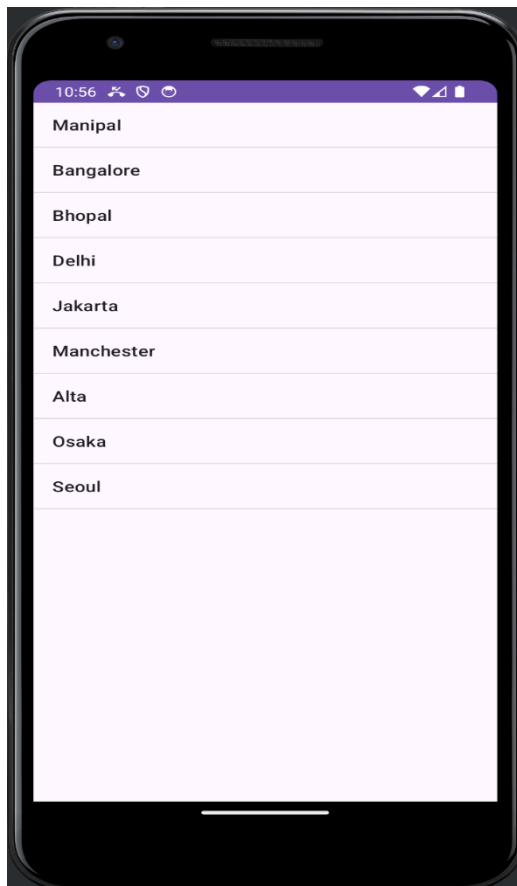 10:56
Manipal
Bangalore
Bhopal
Delhi
Jakarta
Manchester
Alta
Osaka
Seoul